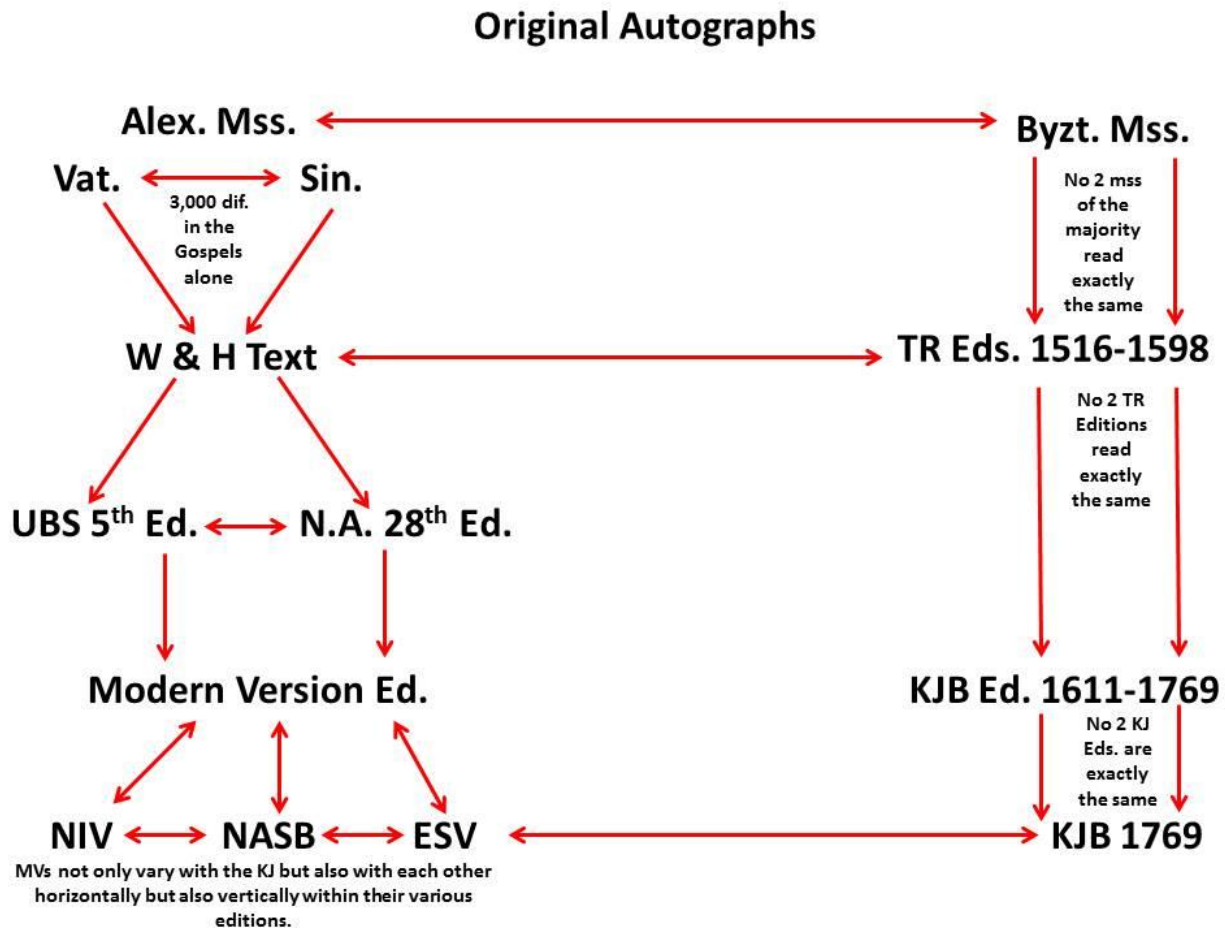 Original Autographs
Alex. Mss.
Byzt. Mss.
Vat.
Sin.
3,000 dif.
in the
Gospels
alone
No 2 mss
of the
majority
read
exactly
the same
W & H Text
TR Eds. 1516-1598
No 2 TR
Editions
read
exactly
the same
UBS 5th Ed.
N.A. 28th Ed.
Modern Version Ed.
KJB Ed. 1611-1769
No 2 KJ
Eds. are
exactly
the same
NIV
NASB
ESV
KJB 1769
MVs not only vary with the KJ but also with each other
horizontally but also vertically within their various
editions.